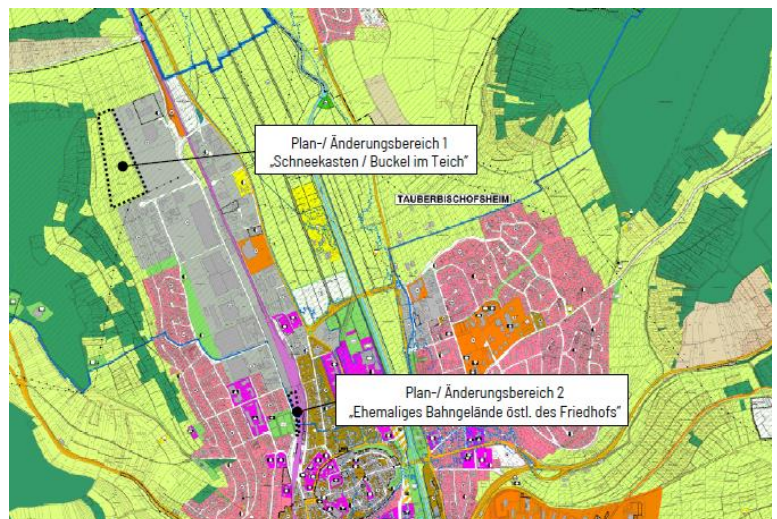 Plan-/ Änderungsbereich 1
„Schneekasten / Buckel im Teich"
TAUBERBISCHOFSHEIM
Plan-/ Änderungsbereich 2
„Ehemaliges Bahngelände östl. des Friedhofs"